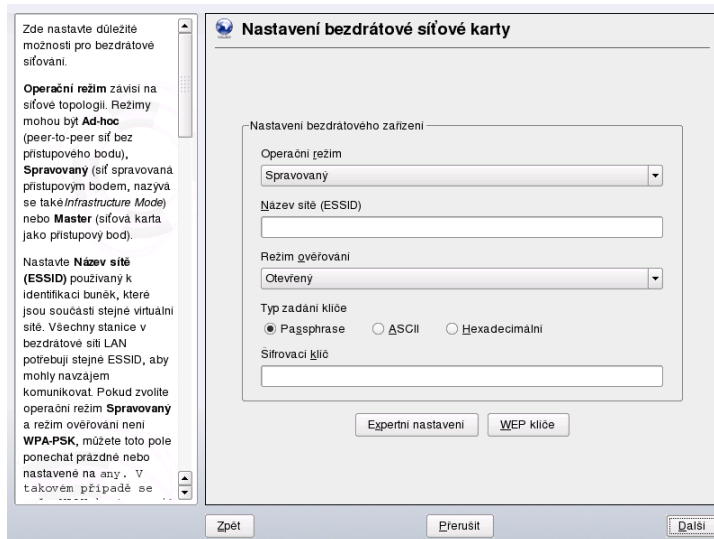 Zde nastavte důležité
možnosti pro bezdrátové
síťování.
Operační režim závisí na
síťové topologii. Režimy
mohou být Ad-hoc
(peer-to-peer síť bez
přístupového bodu),
Spravovaný (síť spravovaná
přístupovým bodem, nazývá
se takéInfrastructure Mode)
nebo Master (síťová karta
jako přístupový bod).
Nastavte Název sítě
(ESSID) používaný k
identifikaci buněk, které
jsou součástí stejné virtuální
sítě. Všechny stanice v
bezdrátové síti LAN
potřebují stejné ESSID, aby
mohly navzájem
komunikovat. Pokud zvolíte
operační režim Spravovaný
a režim ověřování není
WPA-PSK, můžete toto pole
ponechat prázdné nebo
nastavené na any. V
takovém případě se
Nastavení bezdrátové síťové karty
Nastavení bezdrátového zařízení
Operační režim
Spravovaný
Název sítě (ESSID)
Režim ověřování
Otevřený
Typ zadání klíče
Passphrase ASCII Hexadecimální
Šifrovací klíč
Expertní nastavení WEP klíče
Zpět Přerušit Další